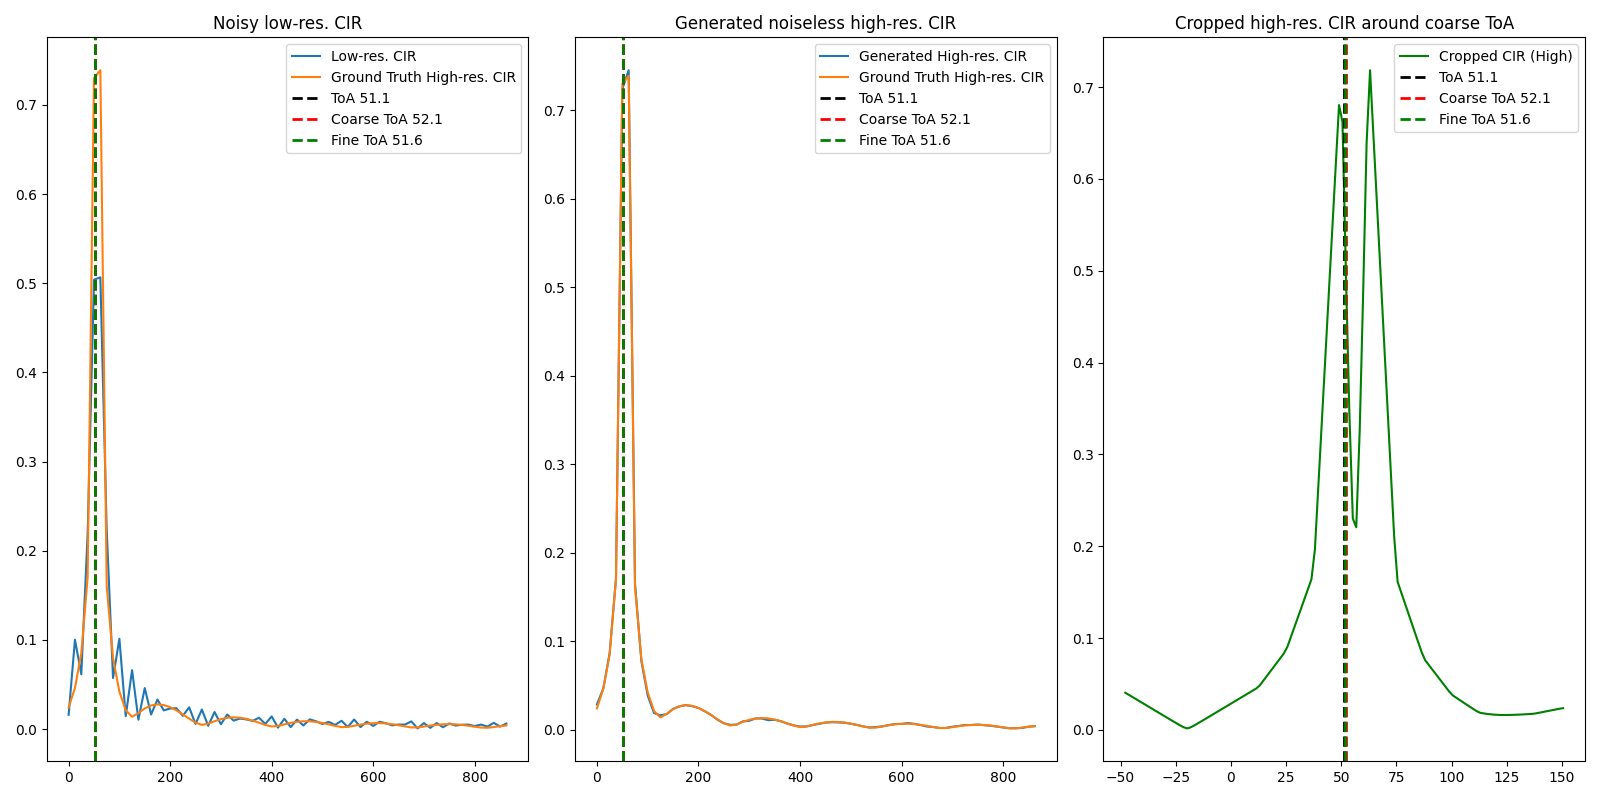 Noisy low-res. CIR
Low-res. CIR
Ground Truth High-res. CIR
ToA 51.1
Coarse ToA 52.1
Fine ToA 51.6
0.7
0.6
0.5
0.4
0.3
0.2
0.1
0.0
0 200 400 600 800
Generated noiseless high-res. CIR
Generated High-res. CIR
Ground Truth High-res. CIR
ToA 51.1
Coarse ToA 52.1
Fine ToA 51.6
0.7
0.6
0.5
0.4
0.3
0.2
0.1
0.0
0 200 400 600 800
Cropped high-res. CIR around coarse ToA
Cropped CIR (High)
ToA 51.1
Coarse ToA 52.1
Fine ToA 51.6
0.7
0.6
0.5
0.4
0.3
0.2
0.1
0.0
−50 −25 0 25 50 75 100 125 150